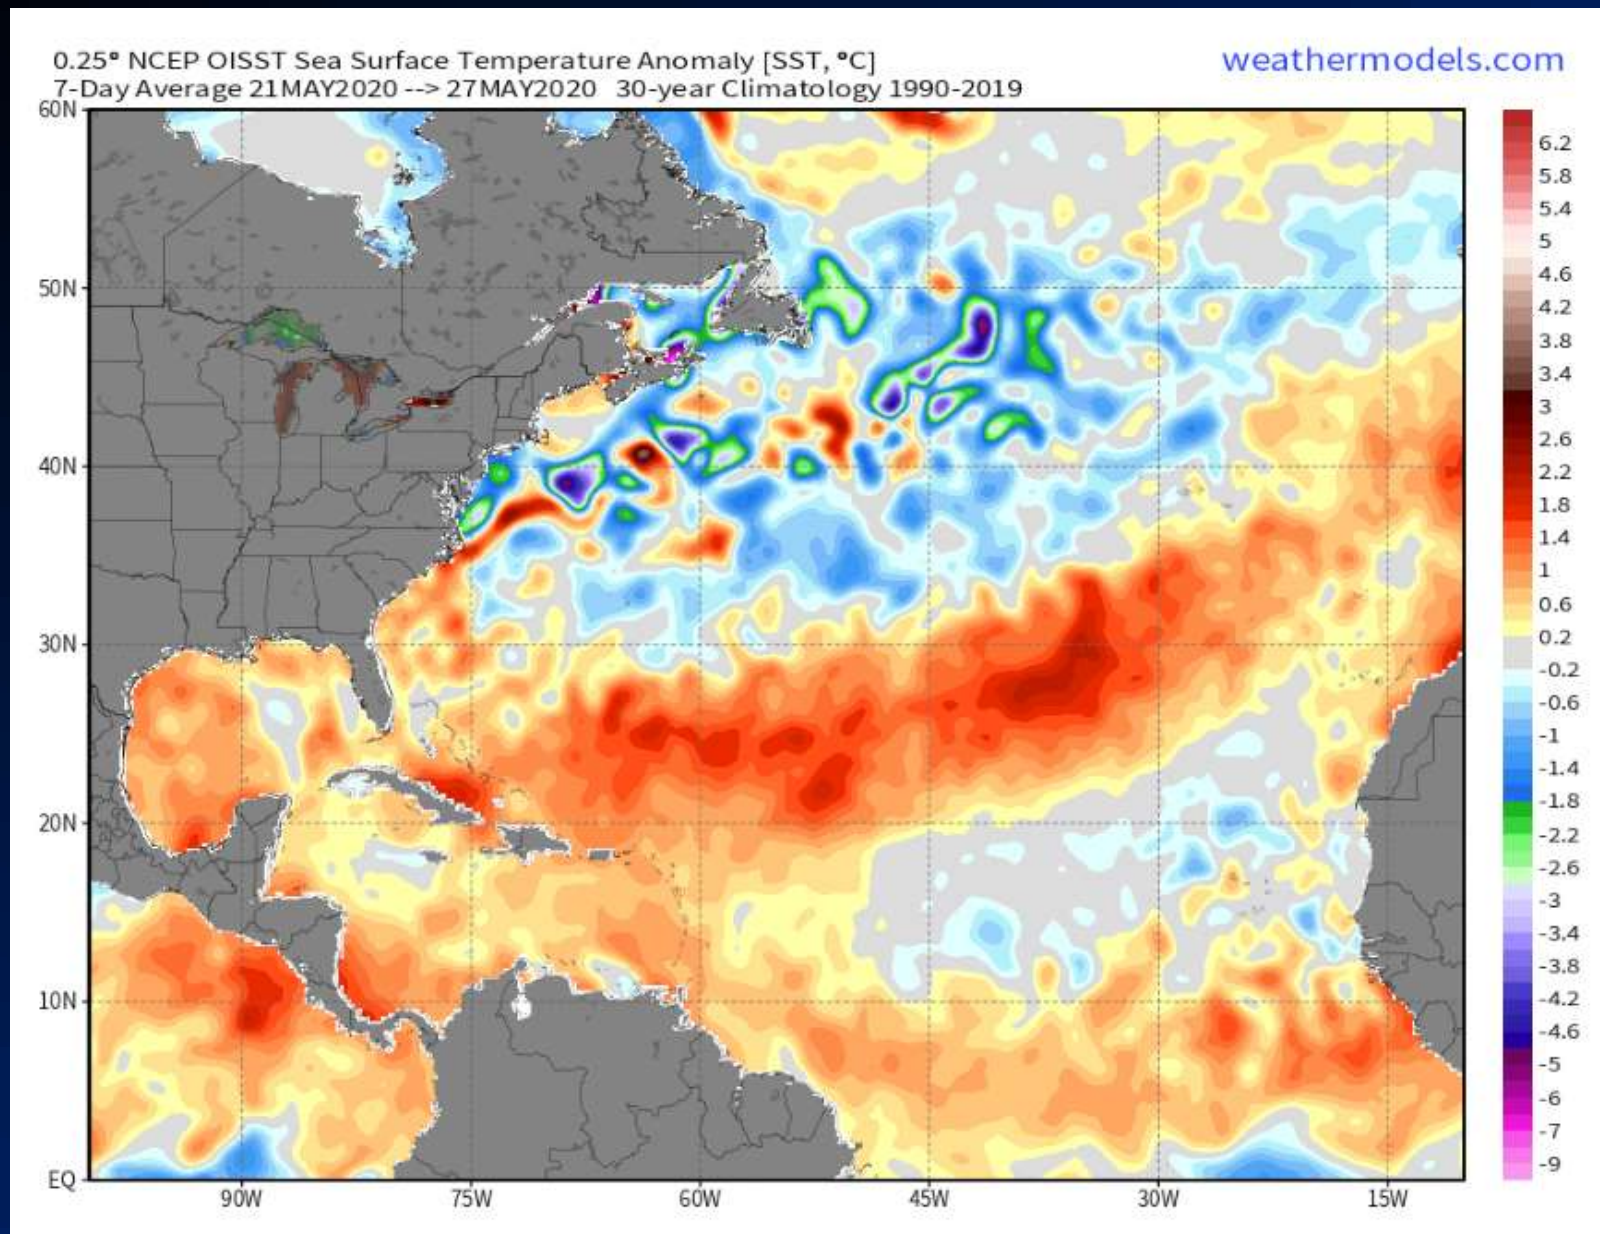 0.25° NCEP OISST Sea Surface Temperature Anomaly [SST, °C]
weathermodels.com
7-Day Average 21MAY2020 --> 27MAY2020 30-year Climatology 1990-2019
60N
50N
40N
30N
20N
10N
EQ
90W
75W
60W
45W
30W
15W
6.2
5.8
5.4
5
4.6
4.2
3.8
3.4
3
2.6
2.2
1.8
1.4
1
0.6
0.2
-0.2
-0.6
-1
-1.4
-1.8
-2.2
-2.6
-3
-3.4
-3.8
-4.2
-4.6
-5
-6
-7
-9